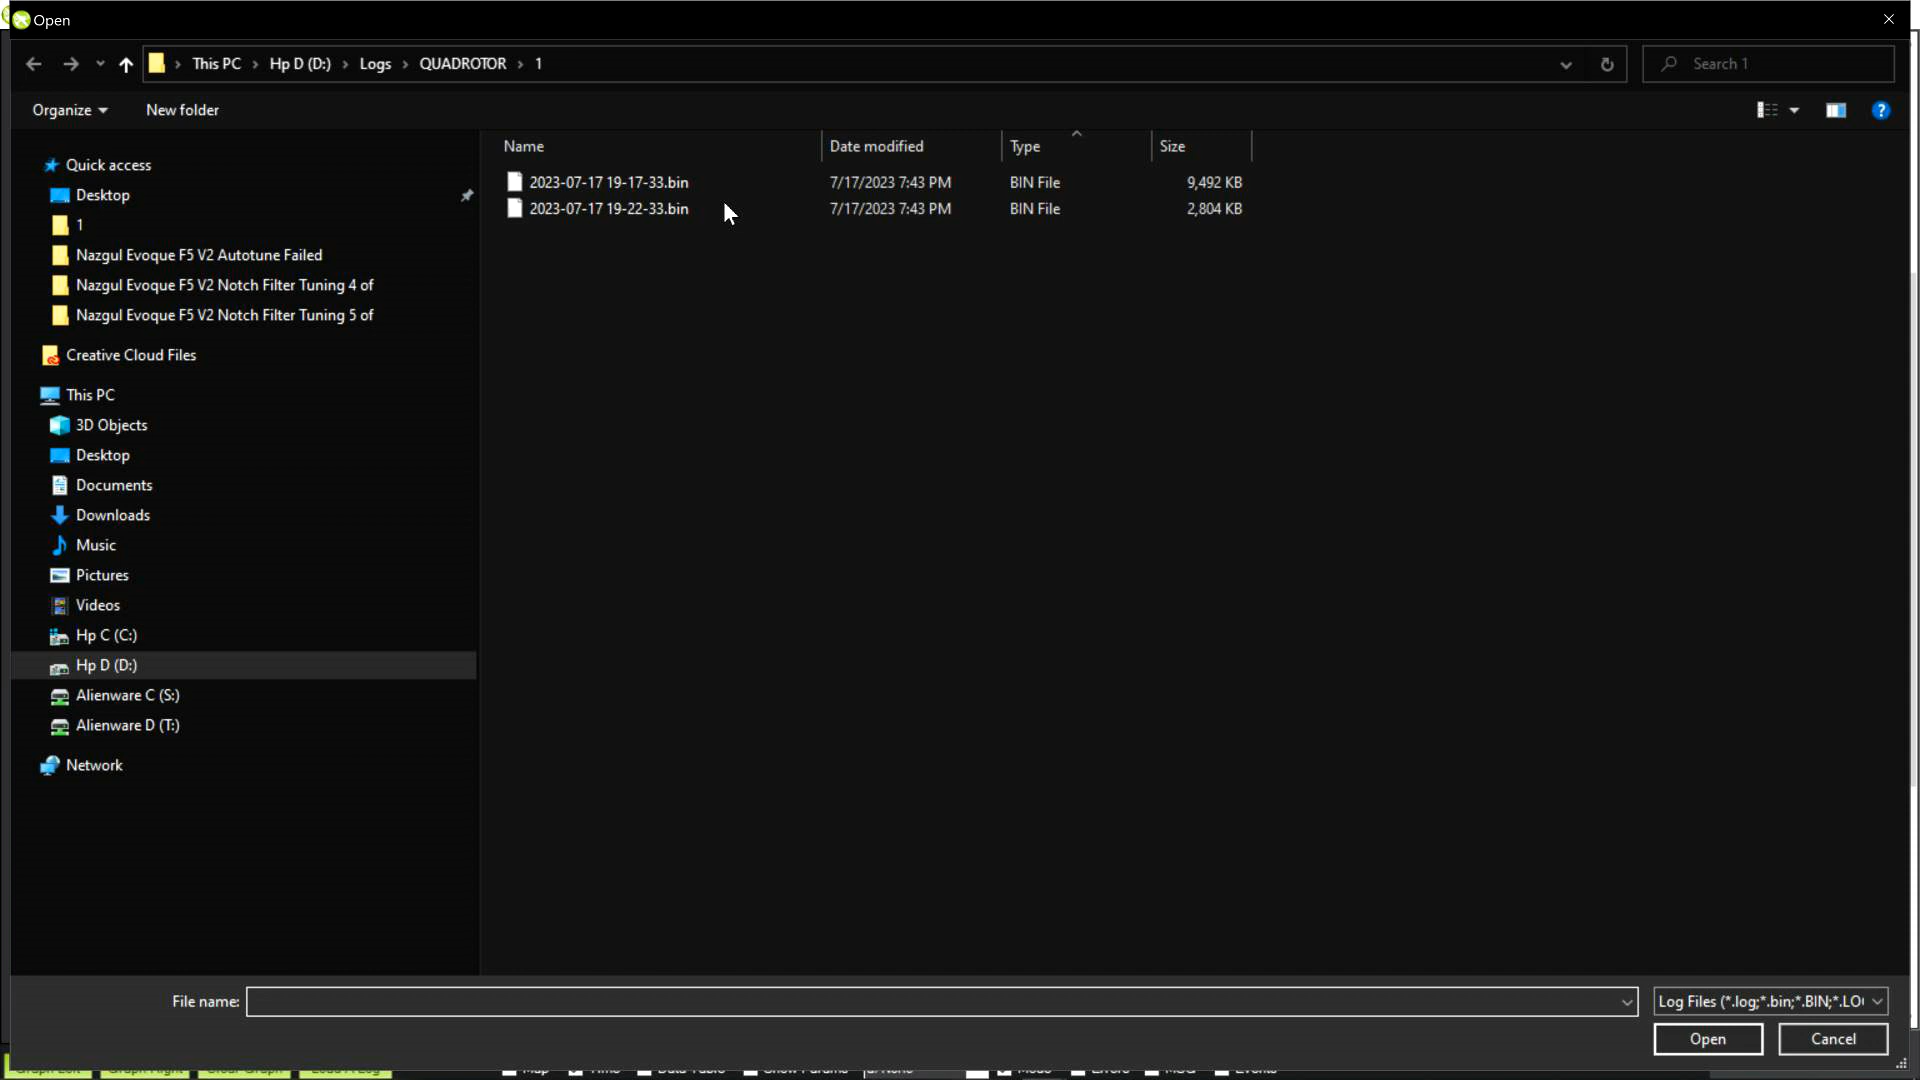 Open
This PC > Hp D (D:) > Logs > QUADROTOR > 1
Search 1
Organize
New folder
Name
Date modified
Type
Size
2023-07-17 19-17-33.bin 7/17/2023 7:43 PM BIN File 9,492 KB
2023-07-17 19-22-33.bin 7/17/2023 7:43 PM BIN File 2,804 KB
Quick access
Desktop
1
Nazgul Evoque F5 V2 Autotune Failed
Nazgul Evoque F5 V2 Notch Filter Tuning 4 of
Nazgul Evoque F5 V2 Notch Filter Tuning 5 of
Creative Cloud Files
This PC
3D Objects
Desktop
Documents
Downloads
Music
Pictures
Videos
Hp C (C:)
Hp D (D:)
Alienware C (S:)
Alienware D (T:)
Network
File name:
Log Files (*.log;*.bin;*.BIN;*.LO
Open
Cancel